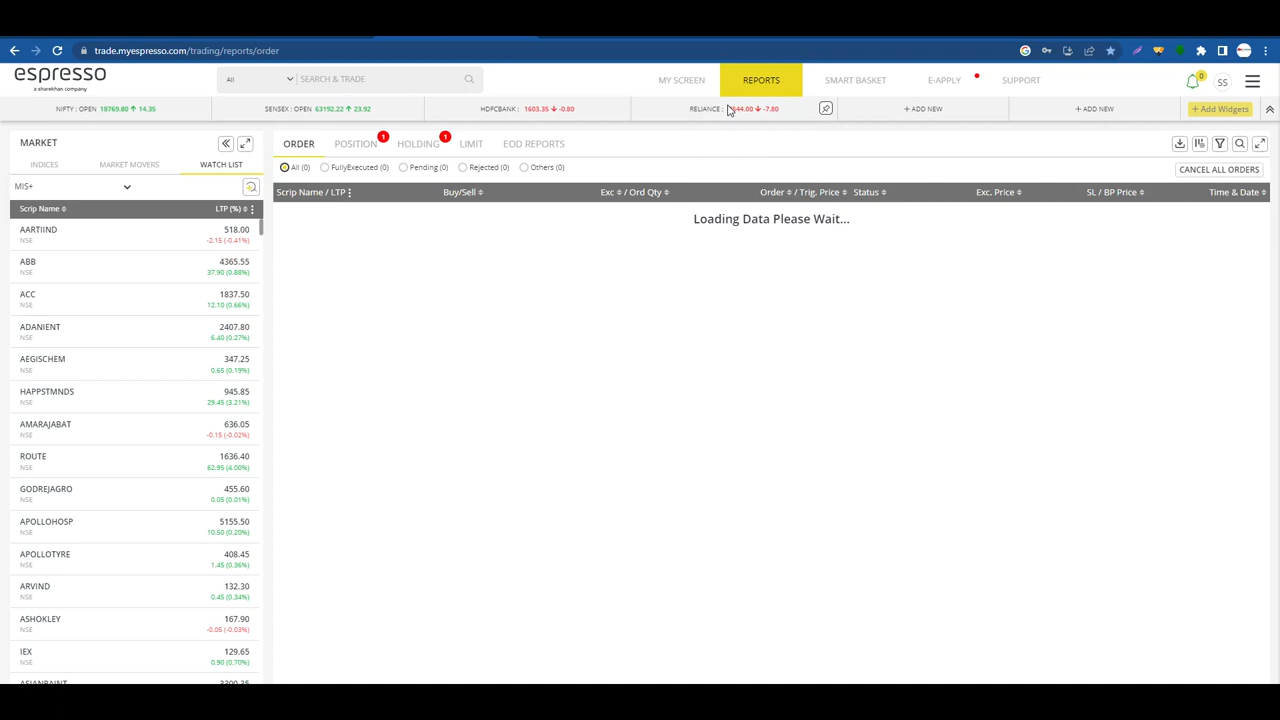 trade.myespresso.com/trading/reports/order
espresso
a sharekhan company
All SEARCH & TRADE
MY SCREEN REPORTS SMART BASKET E-APPLY SUPPORT 0 SS
NIFTY : OPEN 18769.80 14.35 SENSEX : OPEN 63192.22 23.92 HDFCBANK : 1603.35 -0.80 RELIANCE : -7.80 + ADD NEW + ADD NEW + Add Widgets
MARKET
INDICES MARKET MOVERS WATCH LIST
MIS+
Scrip Name LTP (%)
AARTIIND 518.00
NSE -2.15 (-0.41%)
ABB 4365.55
NSE 37.90 (0.88%)
ACC 1837.50
NSE 12.10 (0.66%)
ADANIENT 2407.80
NSE 6.40 (0.27%)
AEGISCHEM 347.25
NSE 0.65 (0.19%)
HAPPSTMNDS 945.85
NSE 29.45 (3.21%)
AMARAJABAT 636.05
NSE -0.15 (-0.02%)
ROUTE 1636.40
NSE 62.95 (4.00%)
GODREJAGRO 455.60
NSE 0.05 (0.01%)
APOLLOHOSP 5155.50
NSE 10.50 (0.20%)
APOLLOTYRE 408.45
NSE 1.45 (0.36%)
ARVIND 132.30
NSE 0.45 (0.34%)
ASHOKLEY 167.90
NSE -0.05 (-0.03%)
IEX 129.65
NSE 0.90 (0.70%)
ORDER POSITION 1 HOLDING 1 LIMIT EOD REPORTS
All (0) FullyExecuted (0) Pending (0) Rejected (0) Others (0) CANCEL ALL ORDERS
Scrip Name / LTP Buy/Sell Exc / Ord Qty Order / Trig. Price Status Exc. Price SL / BP Price Time & Date
Loading Data Please Wait...